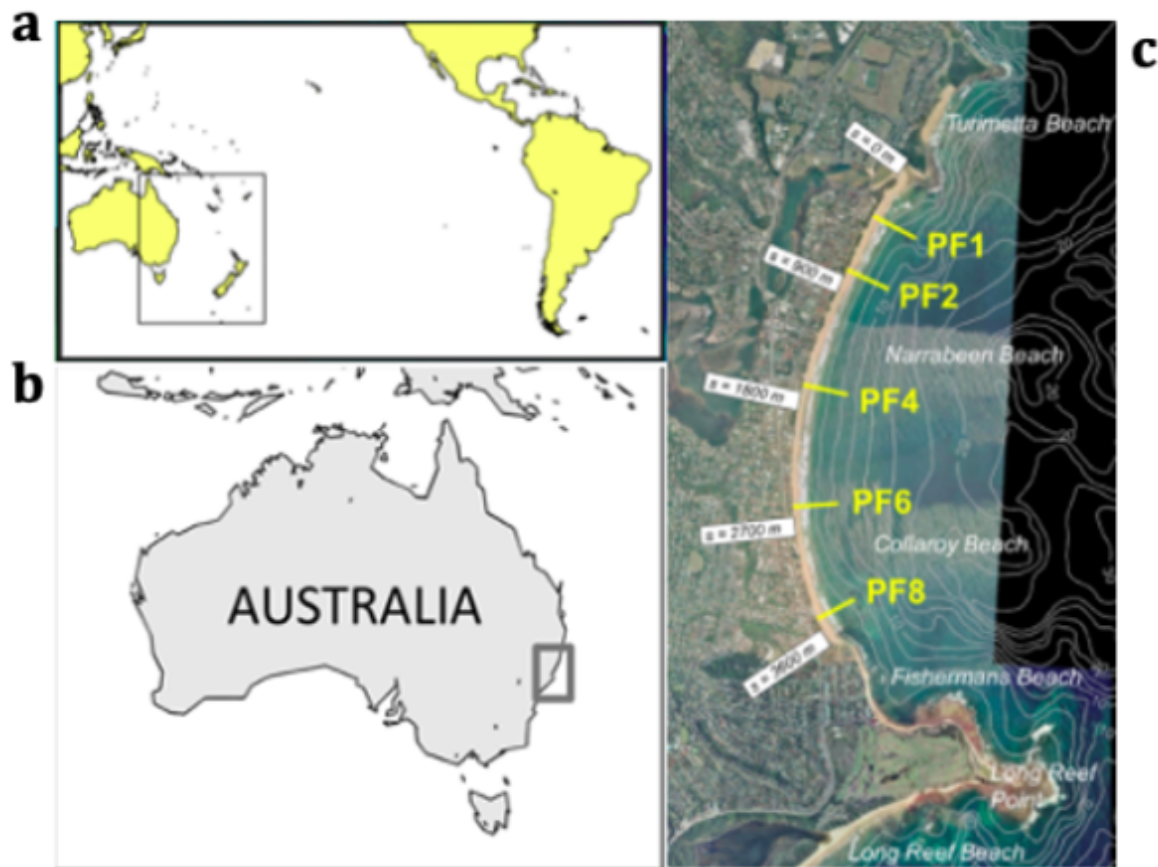 a
b
AUSTRALIA
c
Turimetta Beach
s = 0 m
PF1
s = 900 m
PF2
Narrabeen Beach
s = 1800 m
PF4
PF6
s = 2700 m
Collaroy Beach
PF8
s = 3600 m
Fishermans Beach
Long Reef
Point
Long Reef Beach